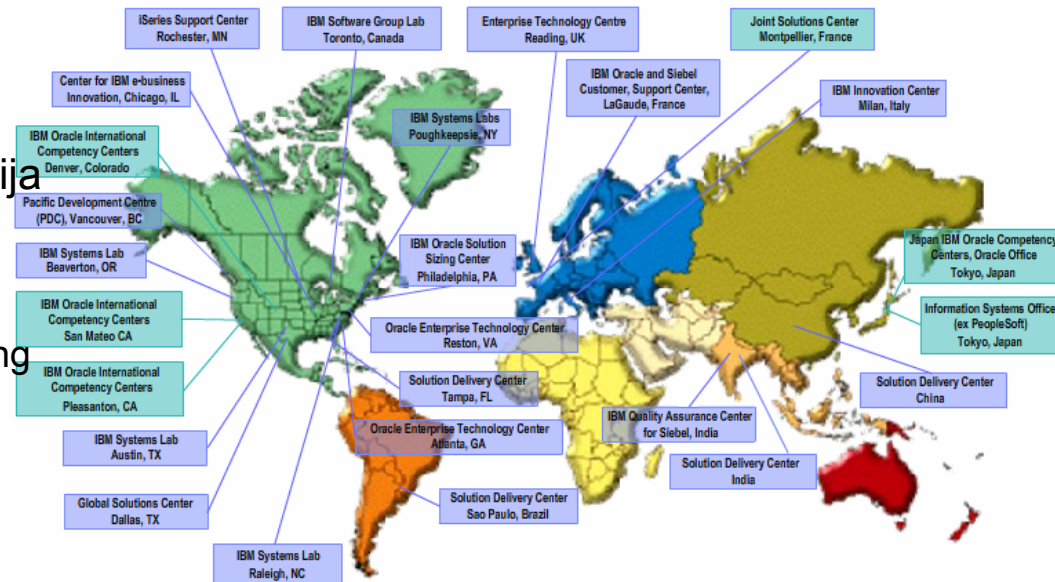 iSeries Support Center
Rochester, MN
IBM Software Group Lab
Toronto, Canada
Enterprise Technology Centre
Reading, UK
Joint Solutions Center
Montpellier, France
Center for IBM e-business
Innovation, Chicago, IL
IBM Oracle and Siebel
Customer, Support Center,
LaGaude, France
IBM Innovation Center
Milan, Italy
IBM Systems Labs
Poughkeepsie, NY
IBM Oracle International
Competency Centers
Denver, Colorado
ija
Pacific Development Centre
(PDC), Vancouver, BC
IBM Systems Lab
Beaverton, OR
IBM Oracle Solution
Sizing Center
Philadelphia, PA
Japan IBM Oracle Competency
Centers, Oracle Office
Tokyo, Japan
IBM Oracle International
Competency Centers
San Mateo CA
Information Systems Office
(ex PeopleSoft)
Tokyo, Japan
Oracle Enterprise Technology Center
Reston, VA
ng
IBM Oracle International
Competency Centers
Pleasanton, CA
Solution Delivery Center
Tampa, FL
Solution Delivery Center
China
IBM Quality Assurance Center
for Siebel, India
Oracle Enterprise Technology Center
Atlanta, GA
IBM Systems Lab
Austin, TX
Solution Delivery Center
India
Global Solutions Center
Dallas, TX
Solution Delivery Center
Sao Paulo, Brazil
IBM Systems Lab
Raleigh, NC